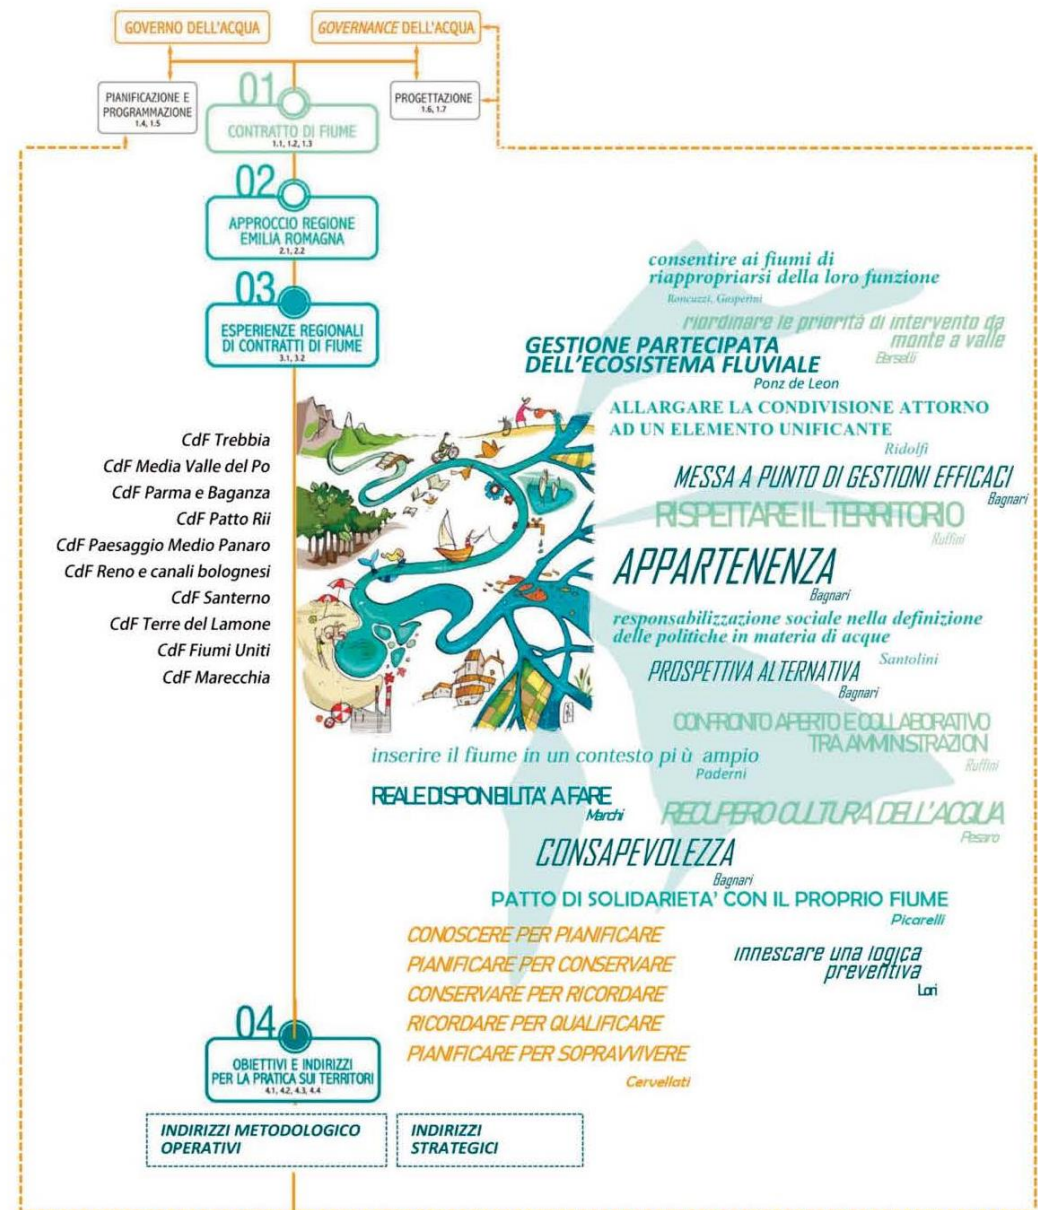 GOVERNO DELL'ACQUA
GOVERNANCE DELL'ACQUA
PIANIFICAZIONE E
PROGRAMMAZIONE
1.4, 1.5
PROGETTAZIONE
1.6, 1.7
01
CONTRATTO DI FIUME
1.1, 1.2, 1.3
02
APPROCCIO REGIONE
EMILIA ROMAGNA
2.1, 2.2
03
ESPERIENZE REGIONALI
DI CONTRATTI DI FIUME
3.1, 3.2
CdF Trebbia
CdF Media Valle del Po
CdF Parma e Baganza
CdF Patto Rii
CdF Paesaggio Medio Panaro
CdF Reno e canali bolognesi
CdF Santerno
CdF Terre del Lamone
CdF Fiumi Uniti
CdF Marecchia
consentire ai fiumi di
riappropriarsi della loro funzione
Roncuzzi, Gasperini
riordinare le priorità di intervento da
monte a valle
Berselli
GESTIONE PARTECIPATA
DELL'ECOSISTEMA FLUVIALE
Ponz de Leon
ALLARGARE LA CONDIVISIONE ATTORNO
AD UN ELEMENTO UNIFICANTE
Ridolfi
MESSA A PUNTO DI GESTIONI EFFICACI
Bagnari
RISPETTARE IL TERRITORIO
Ruffini
APPARTENENZA
Bagnari
responsabilizzazione sociale nella definizione
delle politiche in materia di acque
Santolini
PROSPETTIVA ALTERNATIVA
Bagnari
CONFRONTO APERTO E COLLABORATIVO
TRA AMMINISTRAZION
Ruffini
inserire il fiume in un contesto pi ù ampio
Paderni
REALE DISPONIBILITA' A FARE
Marchi
RECUPERO CULTURA DELL'ACQUA
Pesaro
CONSAPEVOLEZZA
Bagnari
PATTO DI SOLIDARIETA' CON IL PROPRIO FIUME
Picarelli
CONOSCERE PER PIANIFICARE
PIANIFICARE PER CONSERVARE
CONSERVARE PER RICORDARE
RICORDARE PER QUALIFICARE
PIANIFICARE PER SOPRAVVIVERE
Cervellati
innescare una logica
preventiva
Lori
04
OBIETTIVI E INDIRIZZI
PER LA PRATICA SUI TERRITORI
4.1, 4.2, 4.3, 4.4
INDIRIZZI METODOLOGICO
OPERATIVI
INDIRIZZI
STRATEGICI